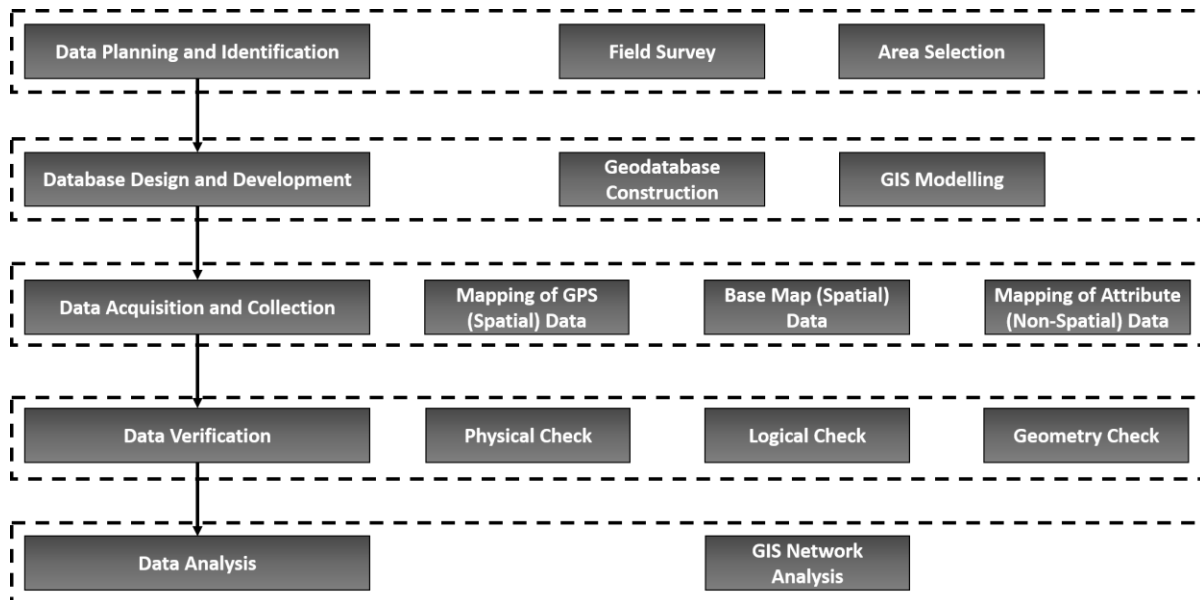 Data Planning and Identification
Field Survey
Area Selection
Database Design and Development
Geodatabase
Construction
GIS Modelling
Data Acquisition and Collection
Mapping of GPS
(Spatial) Data
Base Map (Spatial)
Data
Mapping of Attribute
(Non-Spatial) Data
Data Verification
Physical Check
Logical Check
Geometry Check
Data Analysis
GIS Network
Analysis